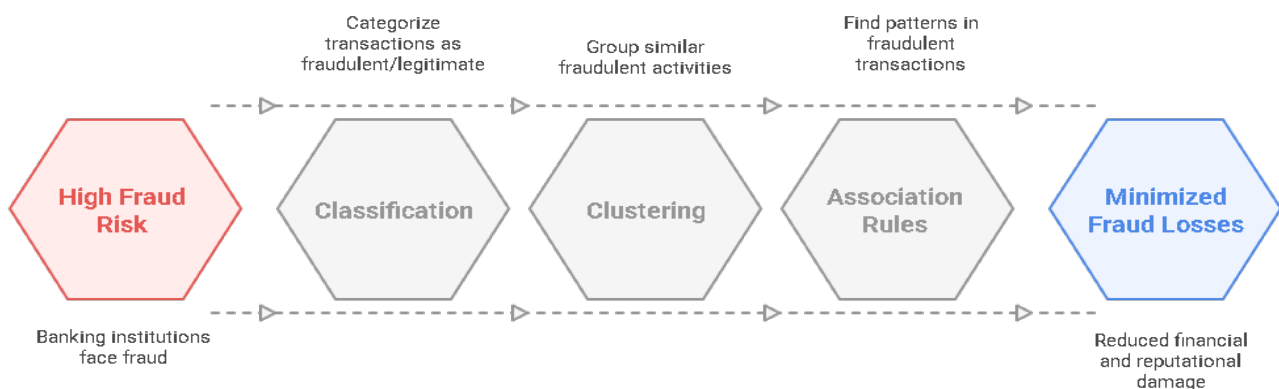 Categorize
transactions as
fraudulent/legitimate
Group similar
fraudulent activities
Find patterns in
fraudulent
transactions
High Fraud
Risk
Classification
Clustering
Association
Rules
Minimized
Fraud Losses
Banking institutions
face fraud
Reduced financial
and reputational
damage